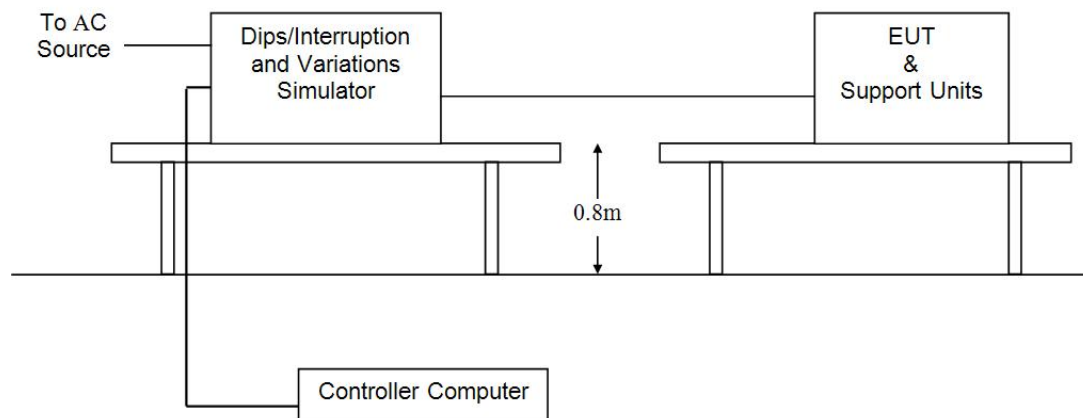 To AC
Source
Dips/Interruption
and Variations
Simulator
EUT
&
Support Units
0.8m
Controller Computer